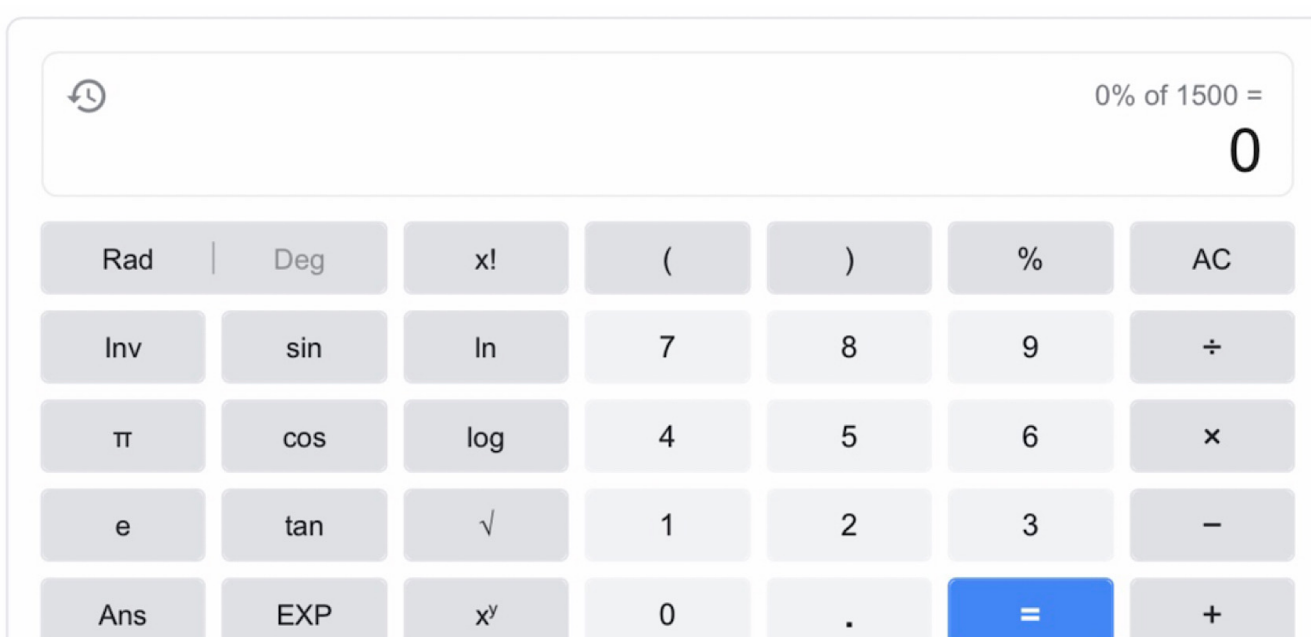 0% of 1500 =
0
Rad | Deg x! ( ) % AC
Inv sin ln 7 8 9 ÷
π cos log 4 5 6 ×
e tan √ 1 2 3 −
Ans EXP xʸ 0 . = +